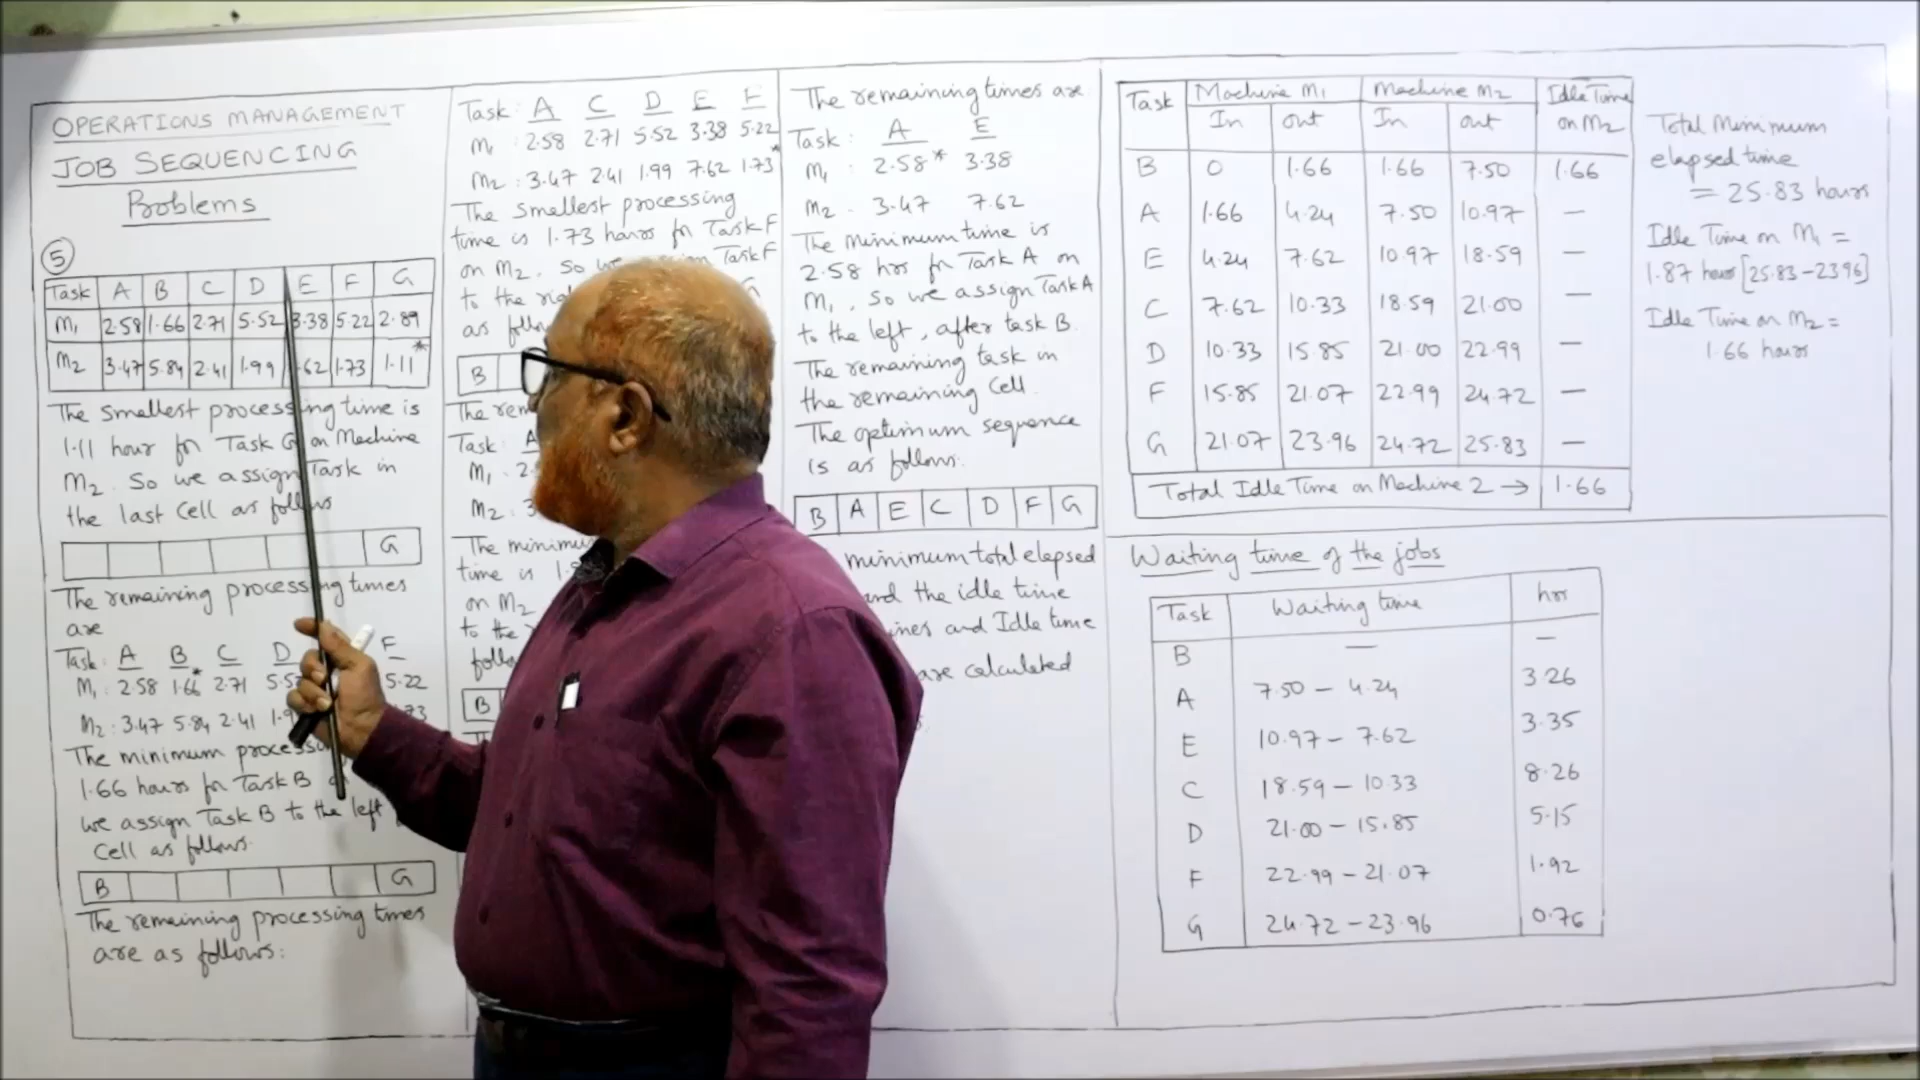 OPERATIONS MANAGEMENT
JOB SEQUENCING
Problems
5
Task A B C D E F G
M1 2.58 1.66 2.71 5.52 3.38 5.22 2.89
M2 3.47 5.84 2.41 1.99 .62 1.73 1.11*
The smallest processing time is
1.11 hour for Task G on Machine
M2. So we assign Task in
the last Cell as follows
G
The remaining processing times
are
Task: A B C D F
M1: 2.58 1.66* 2.71 5.5 5.22
M2: 3.47 5.84 2.41 1.9 .73
The minimum
1.66 hours for Task B
we assign Task B to the left
Cell as follows.
B G
The remaining processing times
are as follows:
Task: A C D E F
M1: 2.58 2.71 5.52 3.38 5.22
M2: 3.47 2.41 1.99 7.62 1.73*
The smallest processing
time is 1.73 hours for Task F
on M2. So we Task F
to the
as
B
The
Task: A
M1: 2.
M2: 3
The
time is 1.
on M2
to the
B
The remaining times are
Task: A E
M1: 2.58* 3.38
M2 - 3.47 7.62
The minimum time is
2.58 hrs for Task A on
M1, so we assign Task A
to the left, after task B.
The remaining task in
the remaining Cell.
The optimum sequence
is as follows:
B A E C D F G
minimum total elapsed
and the idle time
and Idle time
are calculated
Task Machine M1 Machine M2 Idle Time on M2
In out In out
B 0 1.66 1.66 7.50 1.66
A 1.66 4.24 7.50 10.97 —
E 4.24 7.62 10.97 18.59 —
C 7.62 10.33 18.59 21.00 —
D 10.33 15.85 21.00 22.99 —
F 15.85 21.07 22.99 24.72 —
G 21.07 23.96 24.72 25.83 —
Total Idle Time on Machine 2 → 1.66
Total Minimum
elapsed time
= 25.83 hours
Idle Time on M1 =
1.87 hour [25.83-23.96]
Idle Time on M2 =
1.66 hours
Waiting time of the jobs
Task Waiting time hrs
B — —
A 7.50 - 4.24 3.26
E 10.97 - 7.62 3.35
C 18.59 - 10.33 8.26
D 21.00 - 15.85 5.15
F 22.99 - 21.07 1.92
G 24.72 - 23.96 0.76